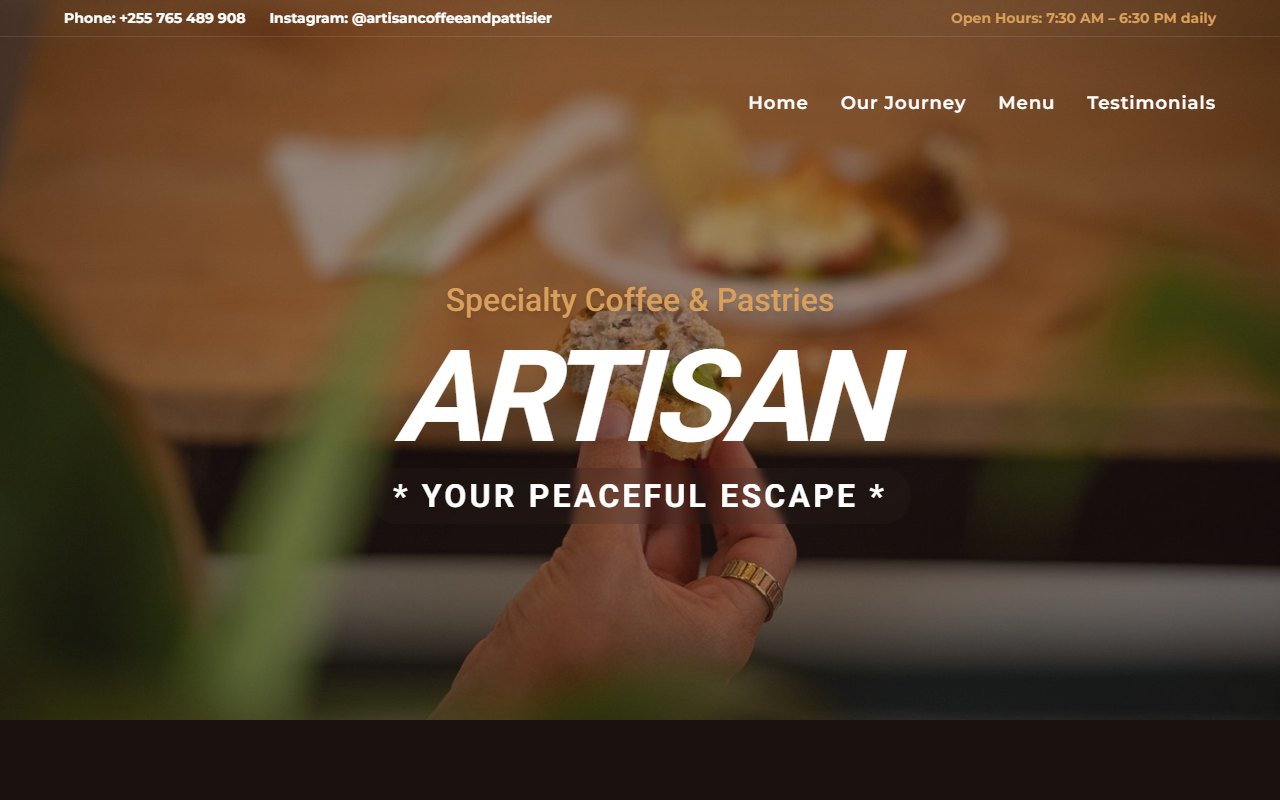 Phone: +255 765 489 908 Instagram: @artisancoffeeandpattisier Open Hours: 7:30 AM – 6:30 PM daily
Home Our Journey Menu Testimonials
Specialty Coffee & Pastries
ARTISAN
* YOUR PEACEFUL ESCAPE *